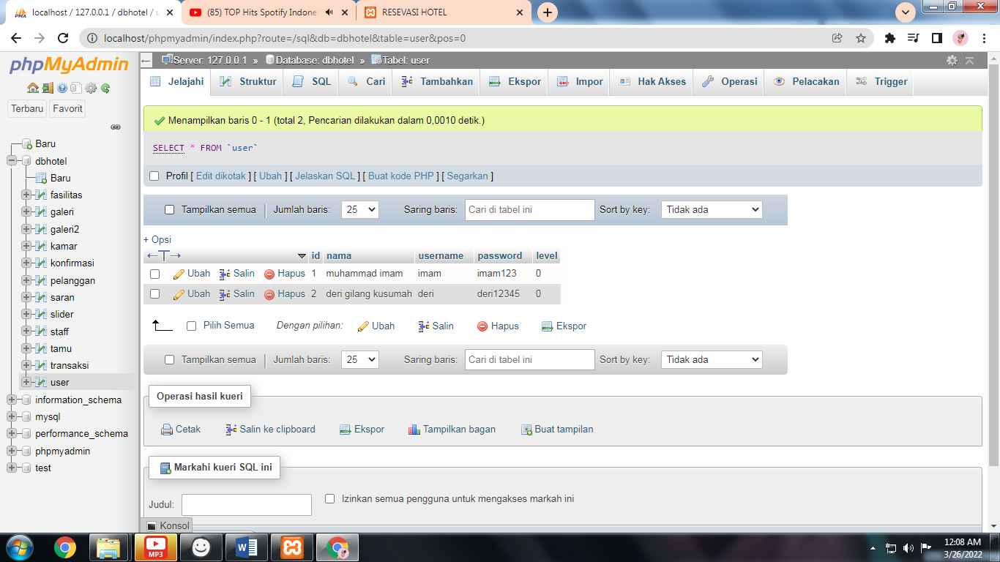 localhost / 127.0.0.1 / dbhotel / u
(85) TOP Hits Spotify Indones
RESEVASI HOTEL
localhost/phpmyadmin/index.php?route=/sql&db=dbhotel&table=user&pos=0
phpMyAdmin
Terbaru Favorit
Baru
dbhotel
Baru
fasilitas
galeri
galeri2
kamar
konfirmasi
pelanggan
saran
slider
staff
tamu
transaksi
user
information_schema
mysql
performance_schema
phpmyadmin
test
Server: 127.0.0.1 » Database: dbhotel » Tabel: user
Jelajahi Struktur SQL Cari Tambahkan Ekspor Impor Hak Akses Operasi Pelacakan Trigger
Menampilkan baris 0 - 1 (total 2, Pencarian dilakukan dalam 0,0010 detik.)
SELECT * FROM `user`
Profil [ Edit dikotak ] [ Ubah ] [ Jelaskan SQL ] [ Buat kode PHP ] [ Segarkan ]
Tampilkan semua Jumlah baris: 25 Saring baris: Cari di tabel ini Sort by key: Tidak ada
+ Opsi
←T→ id nama username password level
Ubah Salin Hapus 1 muhammad imam imam imam123 0
Ubah Salin Hapus 2 deri gilang kusumah deri deri12345 0
Pilih Semua Dengan pilihan: Ubah Salin Hapus Ekspor
Tampilkan semua Jumlah baris: 25 Saring baris: Cari di tabel ini Sort by key: Tidak ada
Operasi hasil kueri
Cetak Salin ke clipboard Ekspor Tampilkan bagan Buat tampilan
Markahi kueri SQL ini
Judul: Izinkan semua pengguna untuk mengakses markah ini
Konsol
MP3
12:08 AM
3/26/2022